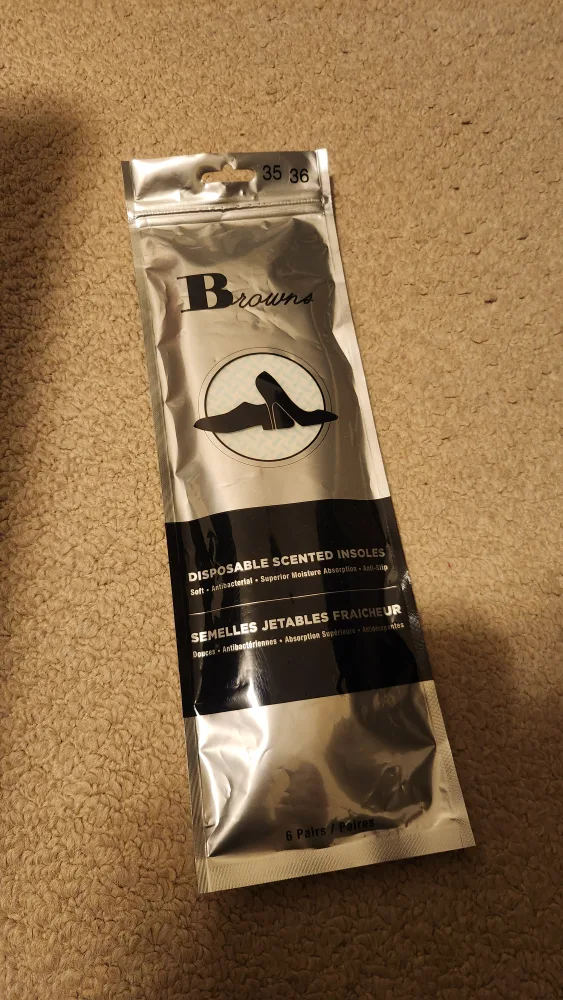 35 36
Browns
DISPOSABLE SCENTED INSOLES
Soft • Antibacterial • Superior Moisture Absorption • Anti-Slip
SEMELLES JETABLES FRAICHEUR
Douces • Antibactériennes • Absorption Supérieure • Antidérapantes
6 Pairs / Paires